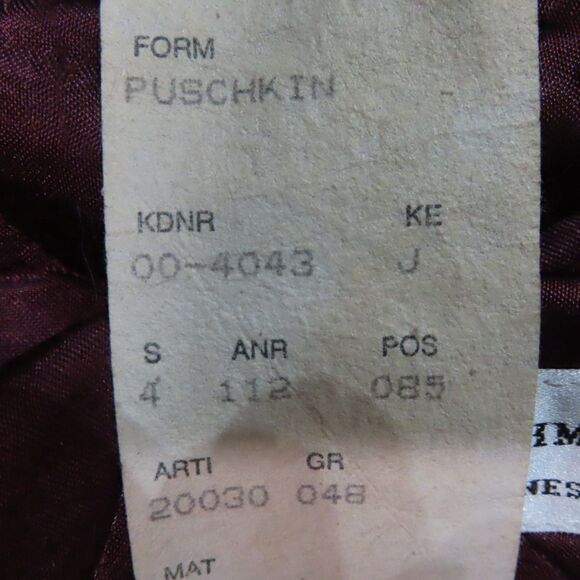 FORM
PUSCHKIN
KDNR KE
00-4043 J
S ANR POS
4 112 085
ARTI GR
20030 048
MAT